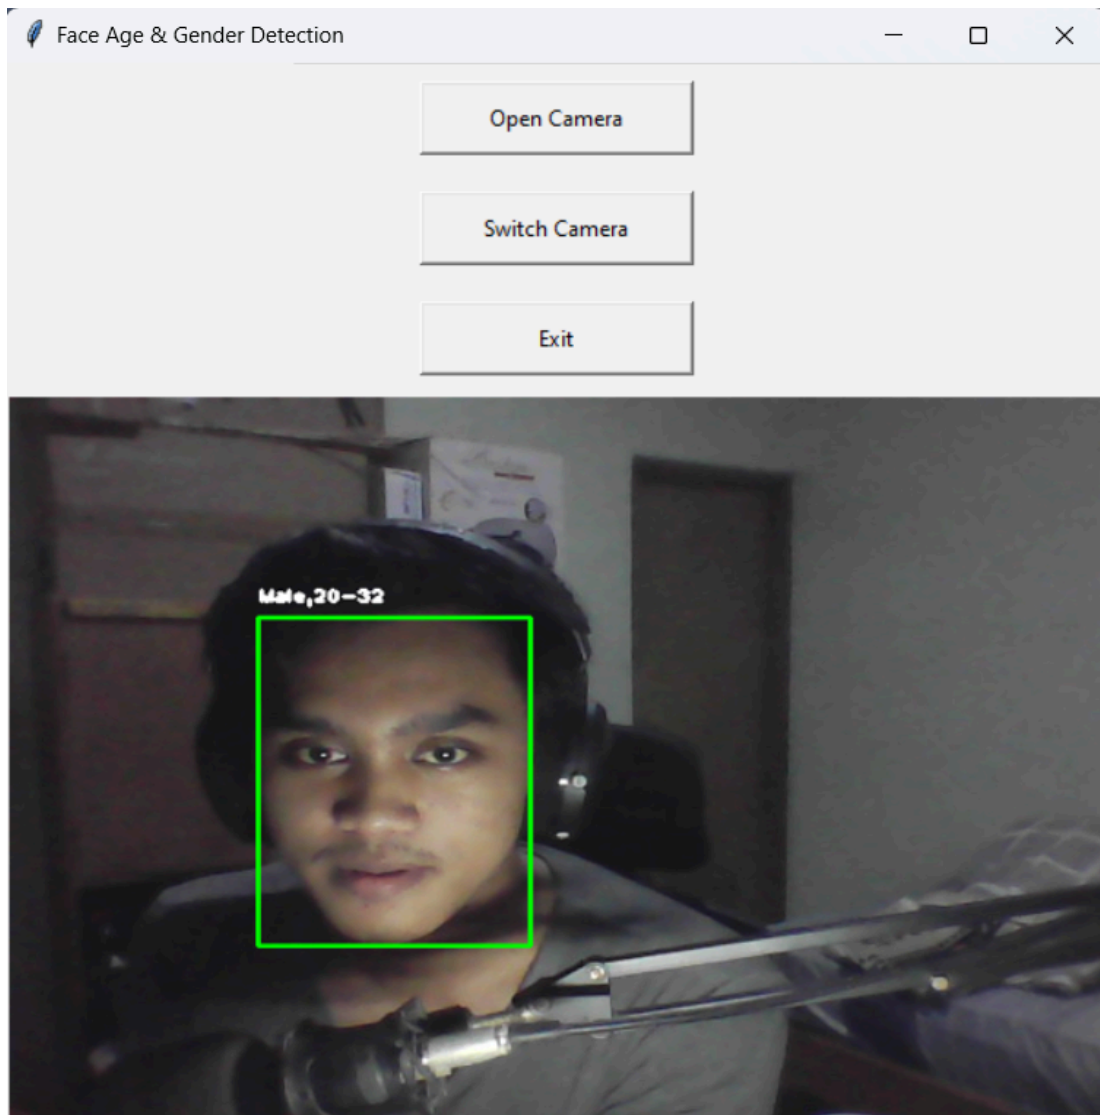 Face Age & Gender Detection
Open Camera
Switch Camera
Exit
Male,20-32